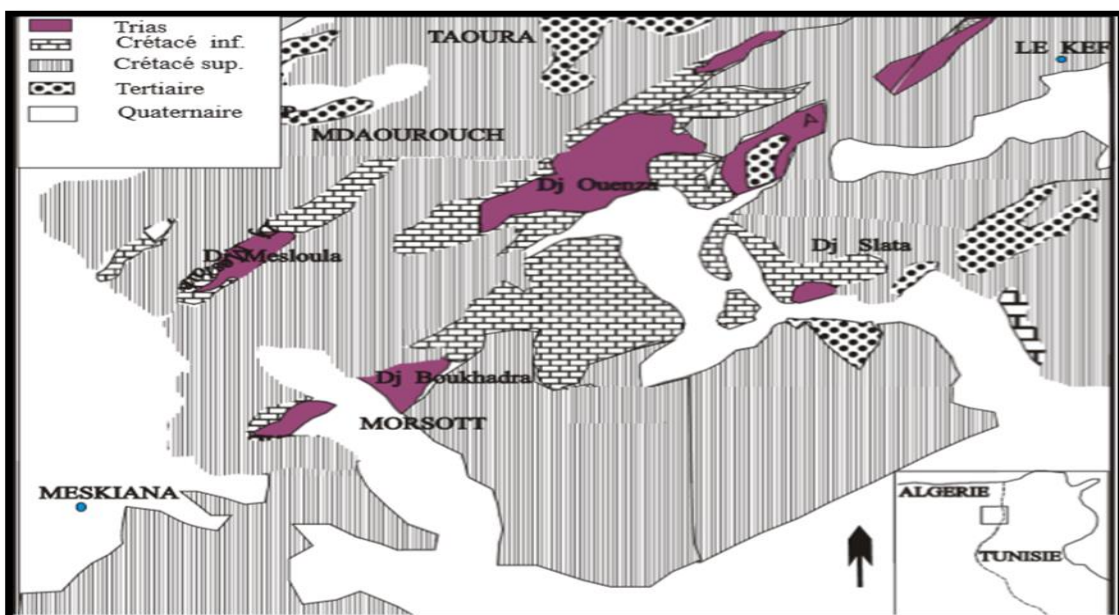 Trias
Crétacé inf.
Crétacé sup.
Tertiaire
Quaternaire
TAOURA
LE KEF
MDAOUROUCH
Dj Ouenza
Dj Mesloula
Dj Slata
Dj Boukhadra
MORSOTT
MESKIANA
ALGERIE
TUNISIE